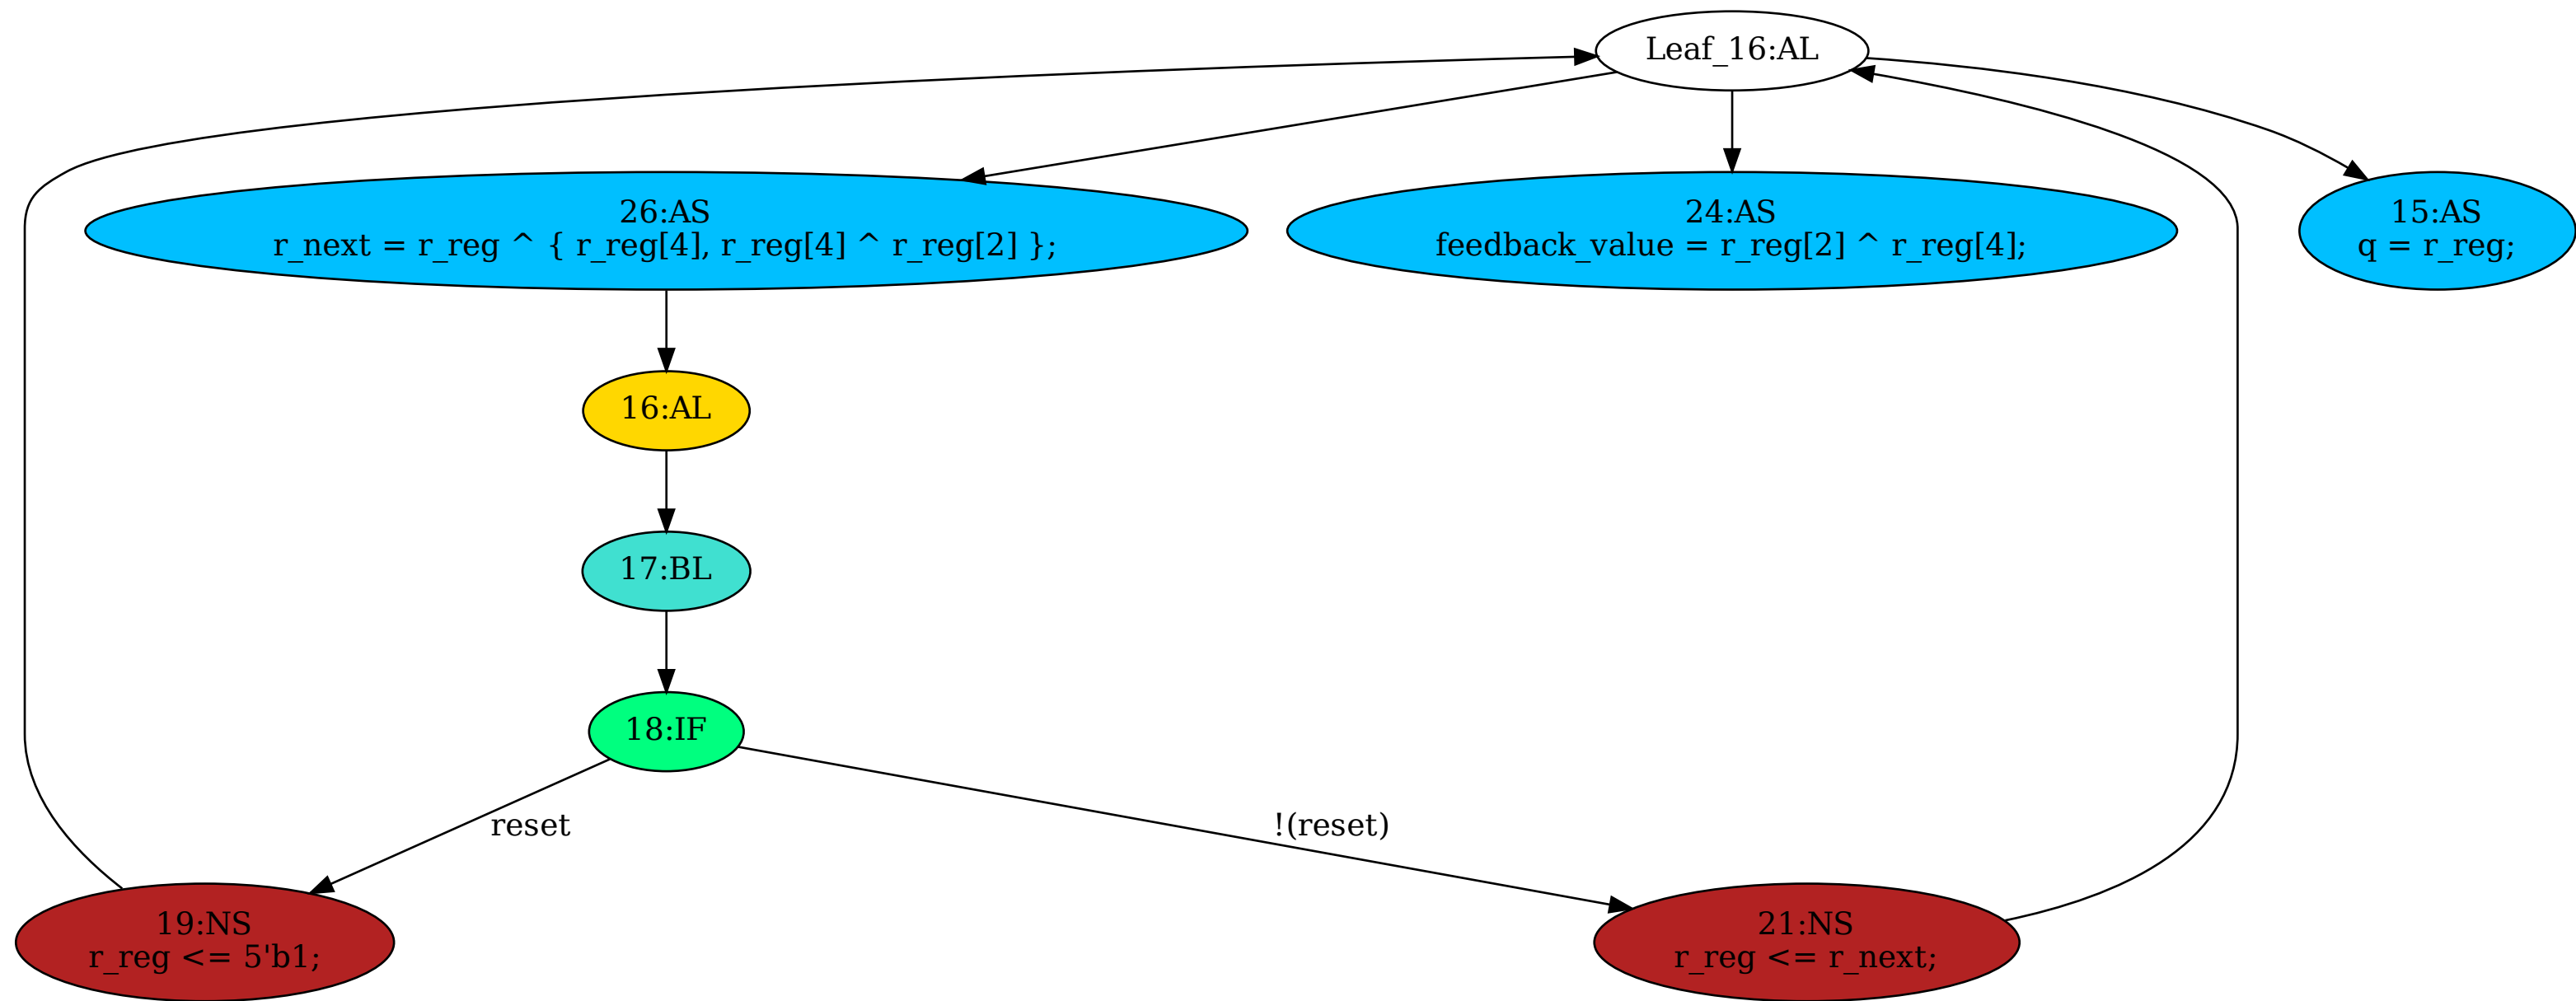 Leaf_16:AL
26:AS
r_next = r_reg ^ { r_reg[4], r_reg[4] ^ r_reg[2] };
24:AS
feedback_value = r_reg[2] ^ r_reg[4];
15:AS
q = r_reg;
16:AL
17:BL
18:IF
reset
!(reset)
19:NS
r_reg <= 5'b1;
21:NS
r_reg <= r_next;